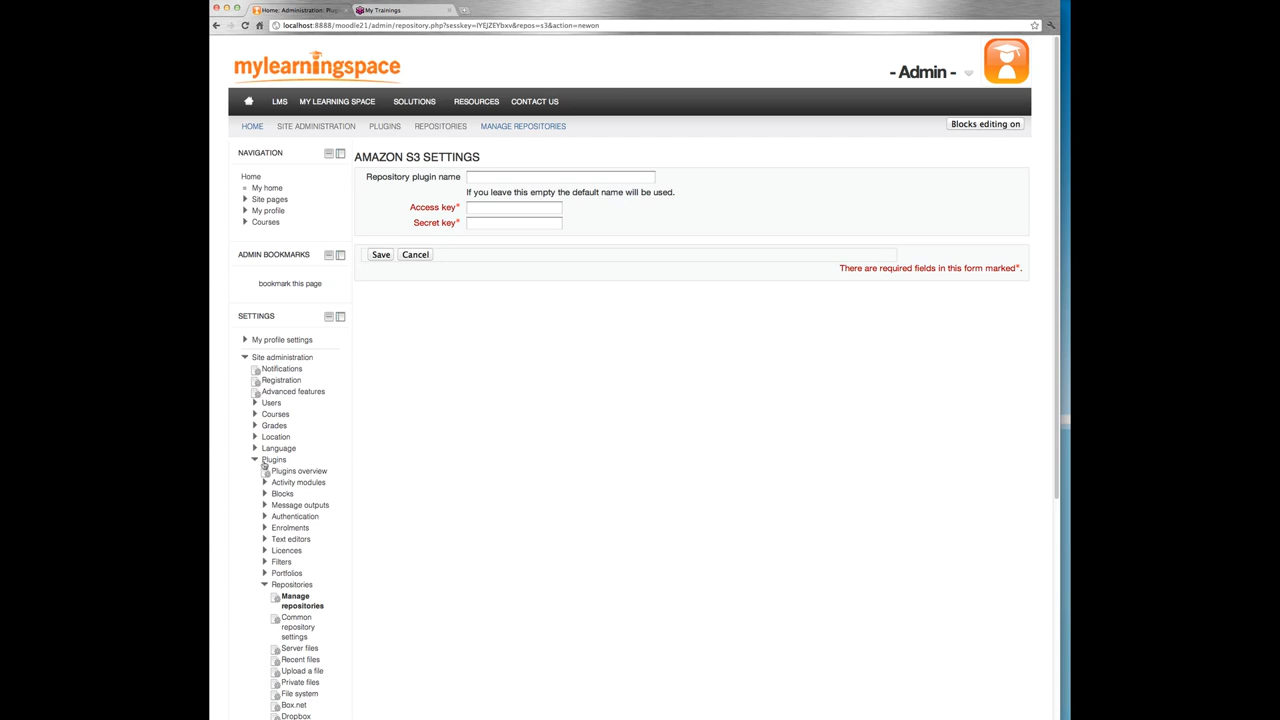 Home: Administration: Plug
My Trainings
localhost:8888/moodle21/admin/repository.php?sesskey=IYEJZEYbxv&repos=s3&action=newon
mylearningspace
- Admin -
LMS MY LEARNING SPACE SOLUTIONS RESOURCES CONTACT US
HOME SITE ADMINISTRATION PLUGINS REPOSITORIES MANAGE REPOSITORIES
Blocks editing on
NAVIGATION
Home
My home
Site pages
My profile
Courses
ADMIN BOOKMARKS
bookmark this page
SETTINGS
My profile settings
Site administration
Notifications
Registration
Advanced features
Users
Courses
Grades
Location
Language
Plugins
Plugins overview
Activity modules
Blocks
Message outputs
Authentication
Enrolments
Text editors
Licences
Filters
Portfolios
Repositories
Manage
repositories
Common
repository
settings
Server files
Recent files
Upload a file
Private files
File system
Box.net
Dropbox
AMAZON S3 SETTINGS
Repository plugin name
If you leave this empty the default name will be used.
Access key*
Secret key*
Save Cancel
There are required fields in this form marked*.